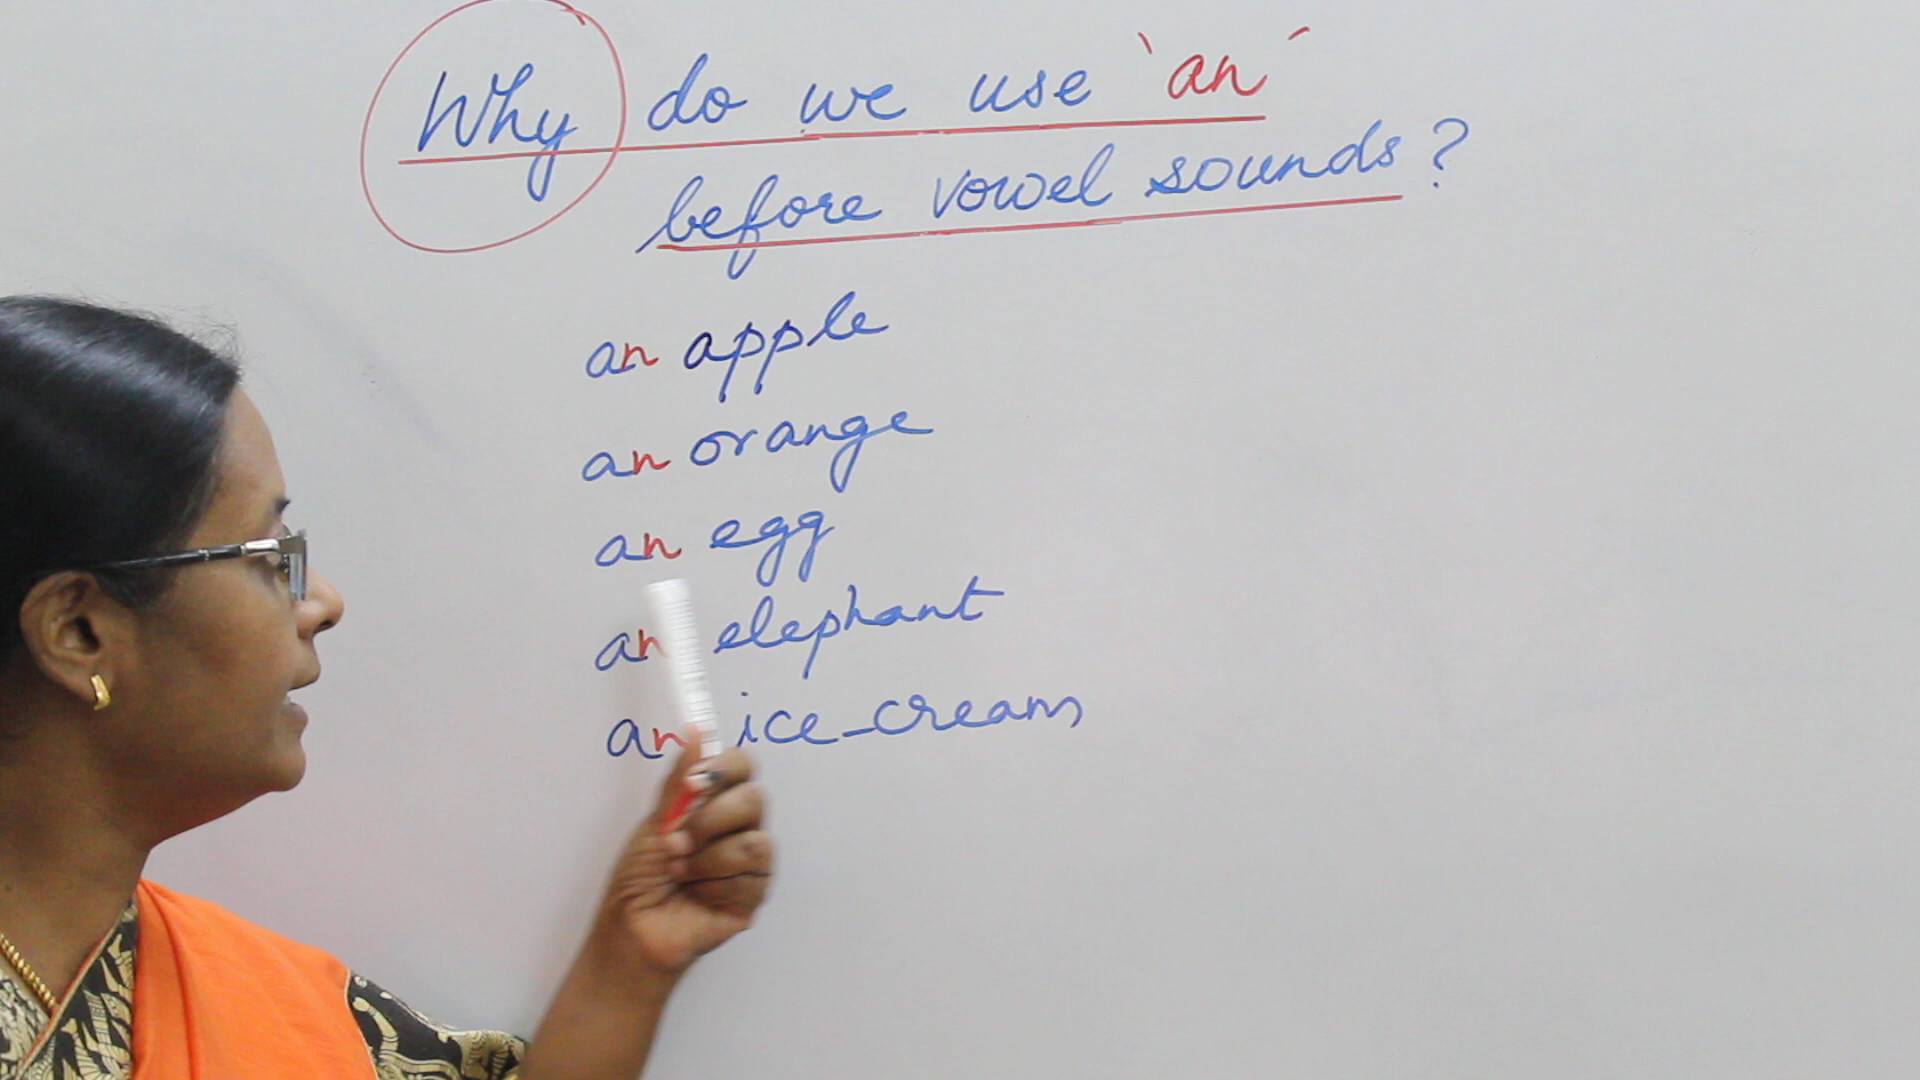 Why do we use 'an'
before vowel sounds?
an apple
an orange
an egg
an elephant
an ice-cream